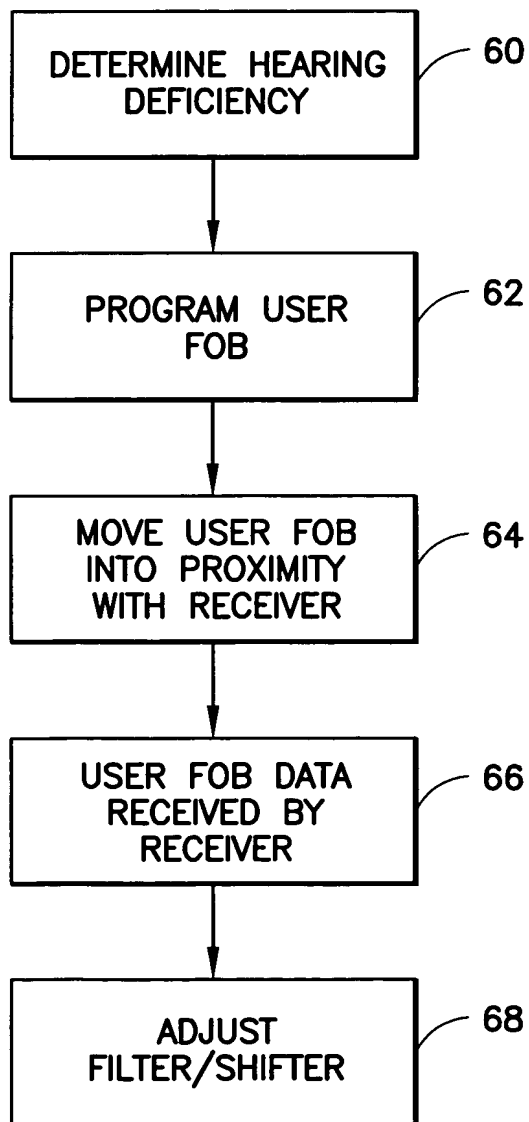 DETERMINE HEARING
DEFICIENCY
60
PROGRAM USER
FOB
62
MOVE USER FOB
INTO PROXIMITY
WITH RECEIVER
64
USER FOB DATA
RECEIVED BY
RECEIVER
66
ADJUST
FILTER/SHIFTER
68